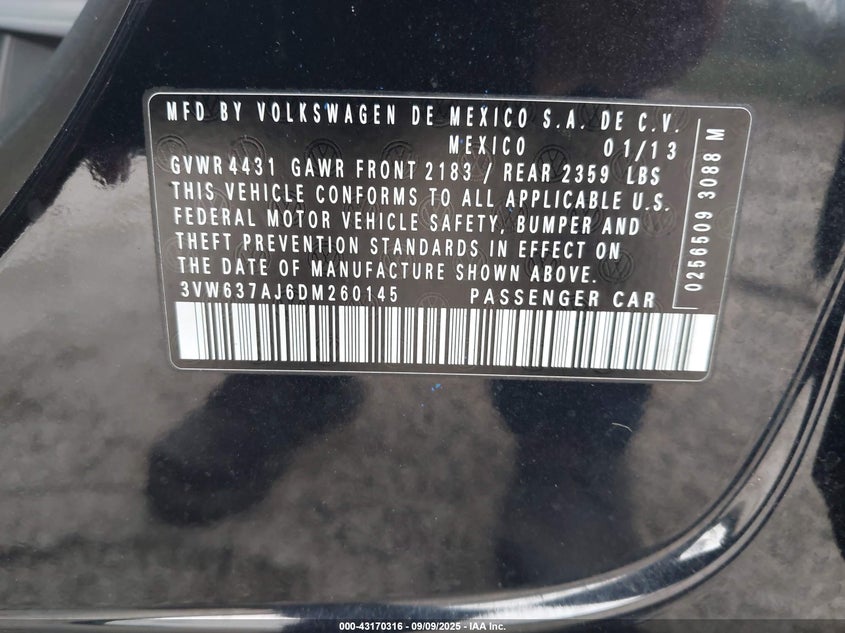 MFD BY VOLKSWAGEN DE MEXICO S.A. DE C.V.
MEXICO 01/13
GVWR 4431 GAWR FRONT 2183 / REAR 2359 LBS
THIS VEHICLE CONFORMS TO ALL APPLICABLE U.S.
FEDERAL MOTOR VEHICLE SAFETY, BUMPER AND
THEFT PREVENTION STANDARDS IN EFFECT ON
THE DATE OF MANUFACTURE SHOWN ABOVE.
3VW637AJ6DM260145 PASSENGER CAR
0256509 3088 M
000-43170316 - 09/09/2025 - IAA Inc.